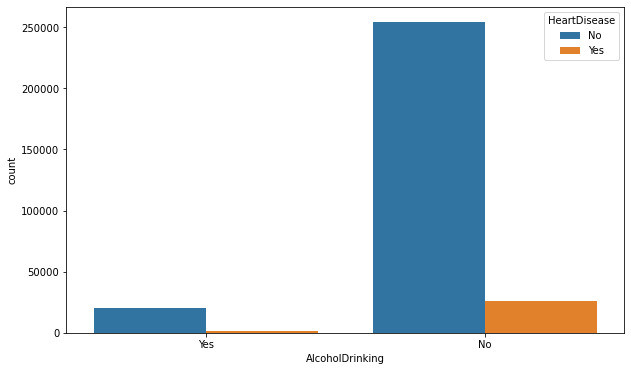 HeartDisease
No
Yes
250000
200000
150000
100000
50000
0
count
Yes
No
AlcoholDrinking